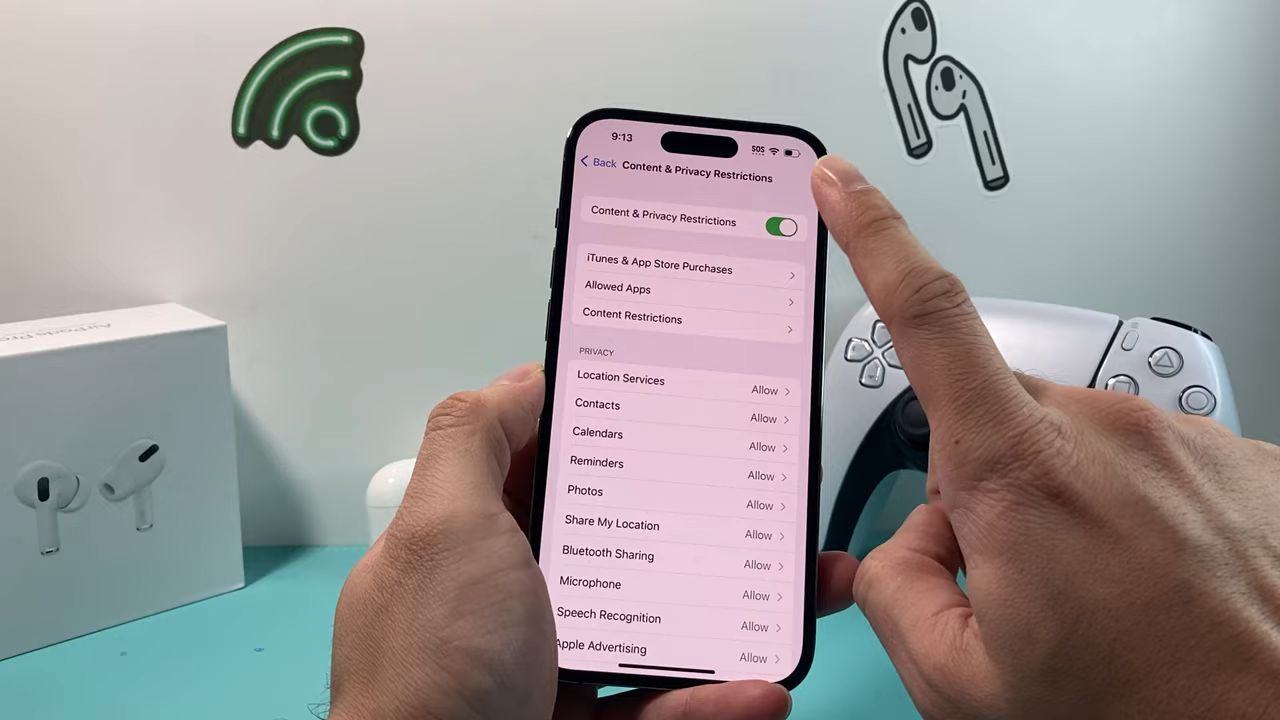 9:13
SOS
Back
Content & Privacy Restrictions
Content & Privacy Restrictions
iTunes & App Store Purchases
Allowed Apps
Content Restrictions
PRIVACY
Location Services Allow
Contacts Allow
Calendars Allow
Reminders Allow
Photos Allow
Share My Location Allow
Bluetooth Sharing Allow
Microphone Allow
Speech Recognition Allow
Apple Advertising Allow
AirPods Pro